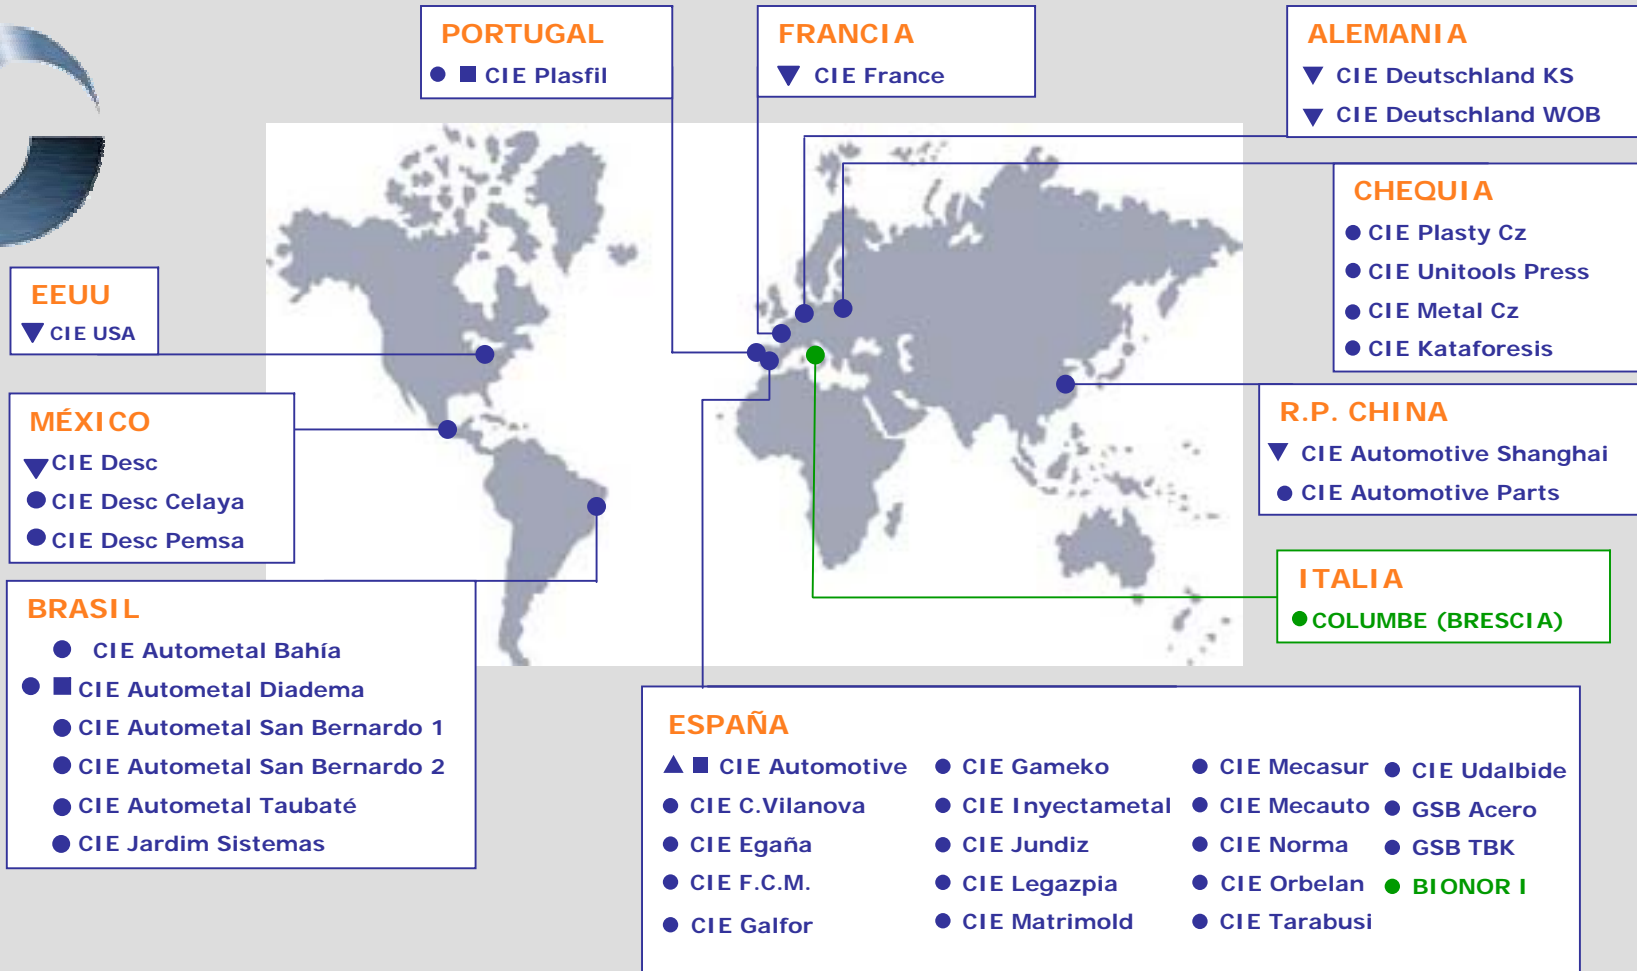 PORTUGAL
CIE Plasfil
FRANCIA
CIE France
ALEMANIA
CIE Deutschland KS
CIE Deutschland WOB
CHEQUIA
CIE Plasty Cz
CIE Unitools Press
CIE Metal Cz
CIE Kataforesis
EEUU
CIE USA
MÉXICO
CIE Desc
CIE Desc Celaya
CIE Desc Pemsa
R.P. CHINA
CIE Automotive Shanghai
CIE Automotive Parts
ITALIA
COLUMBE (BRESCIA)
BRASIL
CIE Autometal Bahía
CIE Autometal Diadema
CIE Autometal San Bernardo 1
CIE Autometal San Bernardo 2
CIE Autometal Taubaté
CIE Jardim Sistemas
ESPAÑA
CIE Automotive
CIE C.Vilanova
CIE Egaña
CIE F.C.M.
CIE Galfor
CIE Gameko
CIE Inyectametal
CIE Jundiz
CIE Legazpia
CIE Matrimold
CIE Mecasur
CIE Mecauto
CIE Norma
CIE Orbelan
CIE Tarabusi
CIE Udalbide
GSB Acero
GSB TBK
BIONOR I